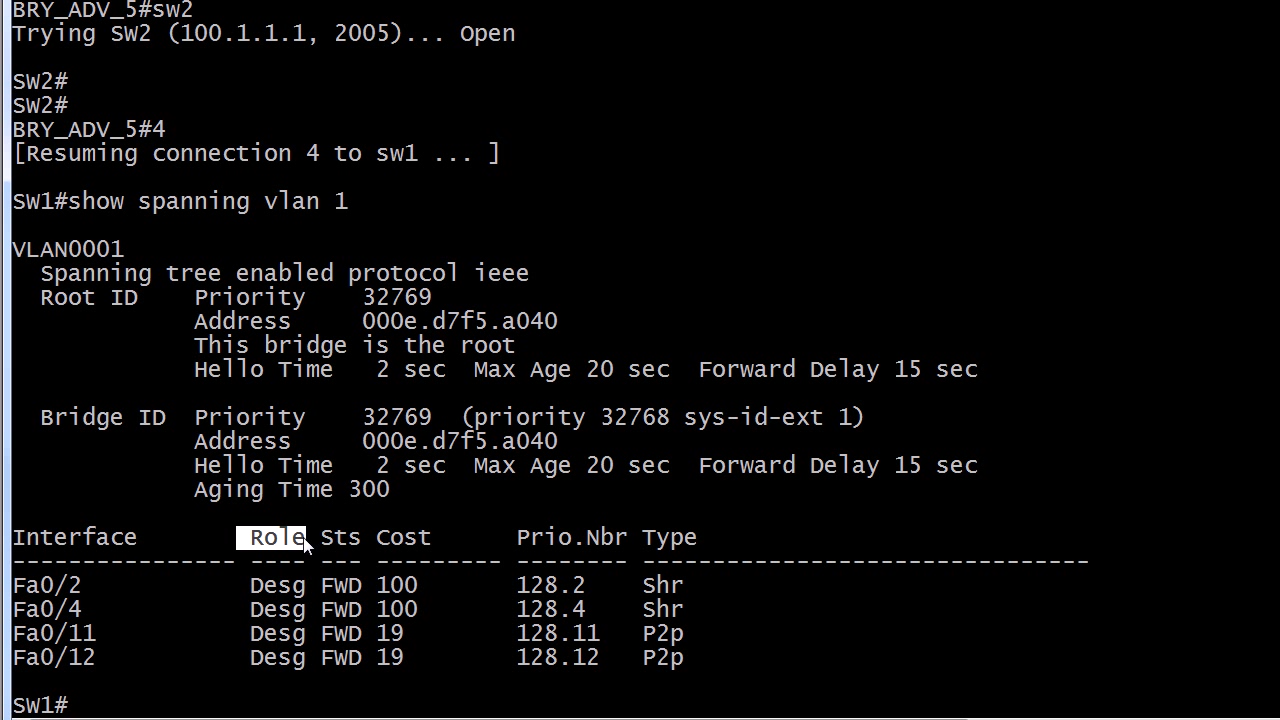 BRY_ADV_5#sw2
Trying SW2 (100.1.1.1, 2005)... Open
SW2#
SW2#
BRY_ADV_5#4
[Resuming connection 4 to sw1 ... ]
SW1#show spanning vlan 1
VLAN0001
  Spanning tree enabled protocol ieee
  Root ID    Priority    32769
             Address     000e.d7f5.a040
             This bridge is the root
             Hello Time   2 sec  Max Age 20 sec  Forward Delay 15 sec
  Bridge ID  Priority    32769  (priority 32768 sys-id-ext 1)
             Address     000e.d7f5.a040
             Hello Time   2 sec  Max Age 20 sec  Forward Delay 15 sec
             Aging Time 300
Interface        Role Sts Cost      Prio.Nbr Type
---------------- ---- --- --------- -------- --------------------------------
Fa0/2            Desg FWD 100       128.2    Shr
Fa0/4            Desg FWD 100       128.4    Shr
Fa0/11           Desg FWD 19        128.11   P2p
Fa0/12           Desg FWD 19        128.12   P2p
SW1#